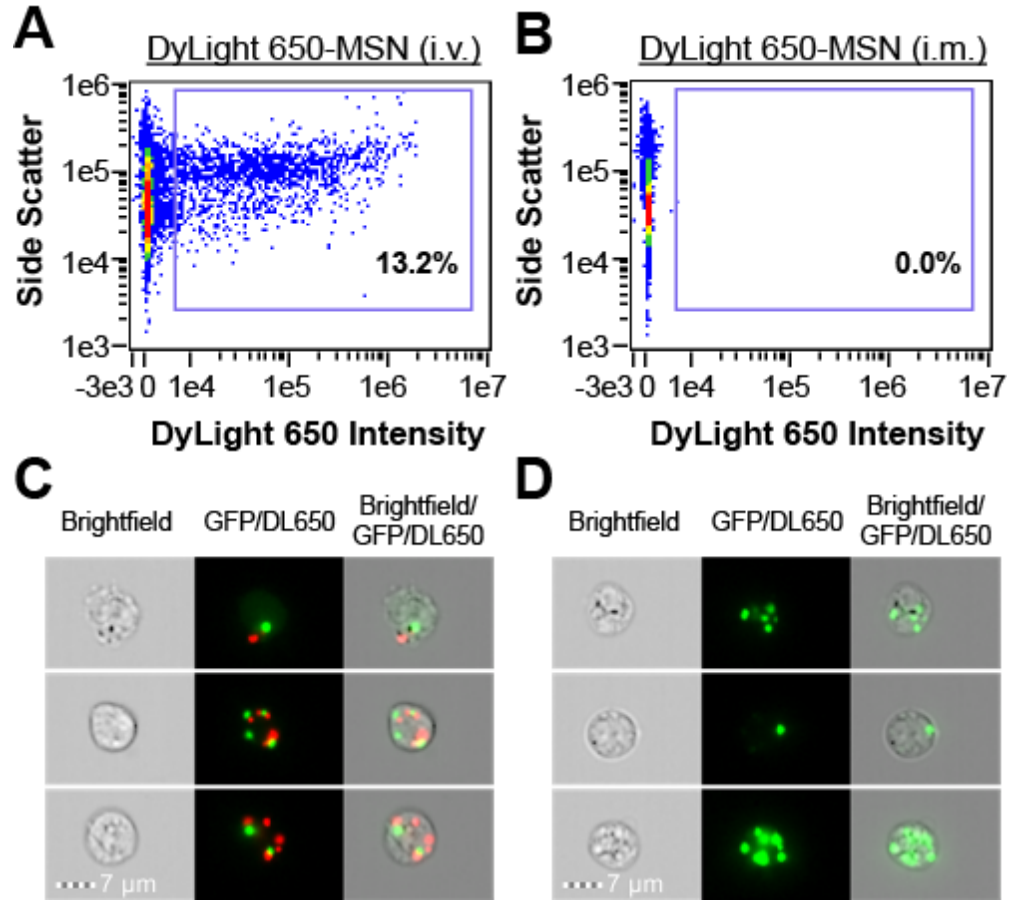 A
DyLight 650-MSN (i.v.)
Side Scatter
1e6
1e5
1e4
1e3
13.2%
-3e3 0 1e4 1e5 1e6 1e7
DyLight 650 Intensity
B
DyLight 650-MSN (i.m.)
Side Scatter
1e6
1e5
1e4
1e3
0.0%
-3e3 0 1e4 1e5 1e6 1e7
DyLight 650 Intensity
C
Brightfield
GFP/DL650
Brightfield/
GFP/DL650
7 µm
D
Brightfield
GFP/DL650
Brightfield/
GFP/DL650
7 µm